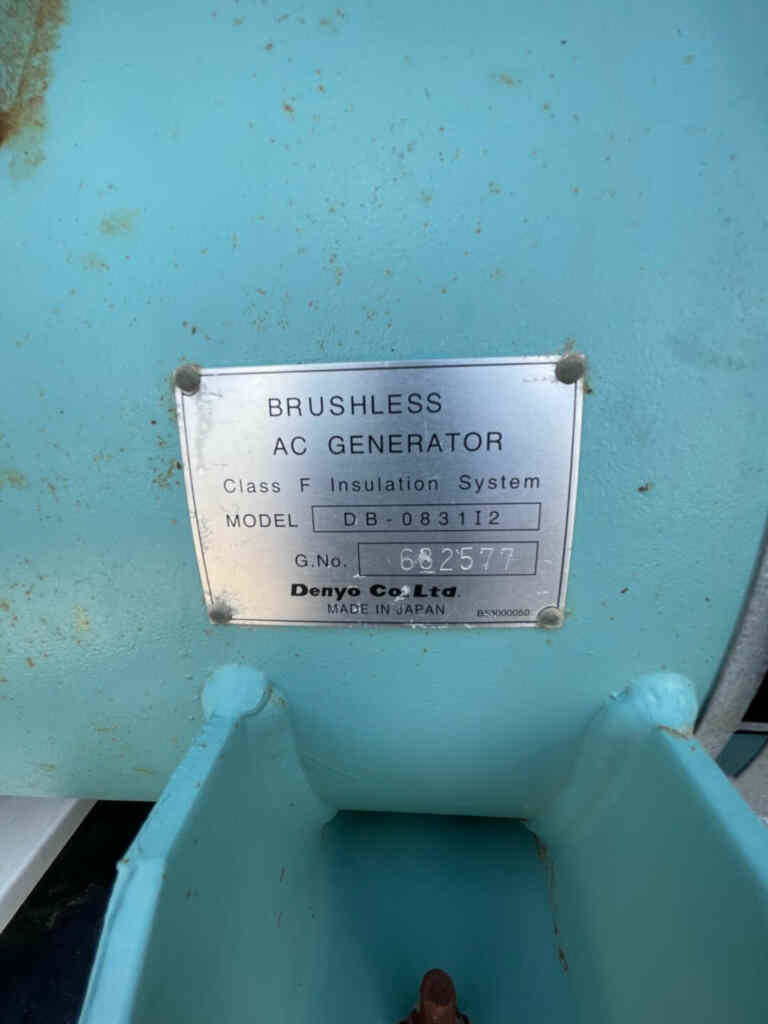 BRUSHLESS
AC GENERATOR
Class F Insulation System
MODEL DB-0831I2
G.No. 682577
Denyo Co. Ltd.
MADE IN JAPAN